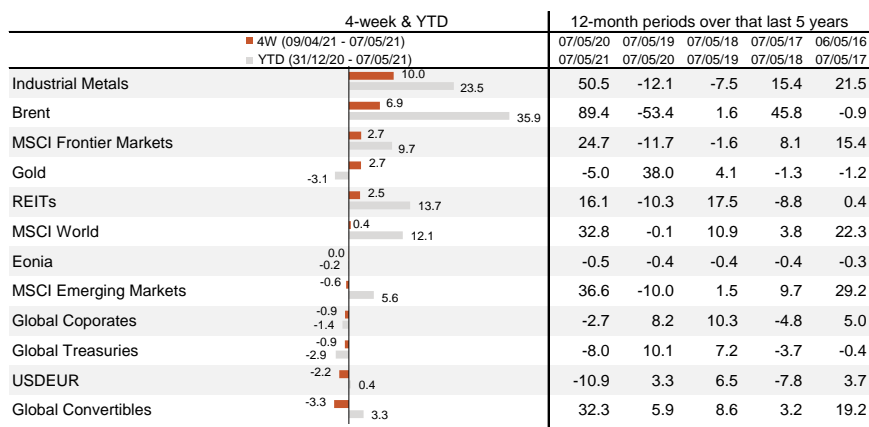 4-week & YTD 12-month periods over that last 5 years
4W (09/04/21 - 07/05/21) 07/05/20 07/05/19 07/05/18 07/05/17 06/05/16
YTD (31/12/20 - 07/05/21) 07/05/21 07/05/20 07/05/19 07/05/18 07/05/17
Industrial Metals 10.0 23.5 50.5 -12.1 -7.5 15.4 21.5
Brent 6.9 35.9 89.4 -53.4 1.6 45.8 -0.9
MSCI Frontier Markets 2.7 9.7 24.7 -11.7 -1.6 8.1 15.4
Gold 2.7 -3.1 -5.0 38.0 4.1 -1.3 -1.2
REITs 2.5 13.7 16.1 -10.3 17.5 -8.8 0.4
MSCI World 0.4 12.1 32.8 -0.1 10.9 3.8 22.3
Eonia 0.0 -0.2 -0.5 -0.4 -0.4 -0.4 -0.3
MSCI Emerging Markets -0.6 5.6 36.6 -10.0 1.5 9.7 29.2
Global Coporates -0.9 -1.4 -2.7 8.2 10.3 -4.8 5.0
Global Treasuries -0.9 -2.9 -8.0 10.1 7.2 -3.7 -0.4
USDEUR -2.2 0.4 -10.9 3.3 6.5 -7.8 3.7
Global Convertibles -3.3 3.3 32.3 5.9 8.6 3.2 19.2